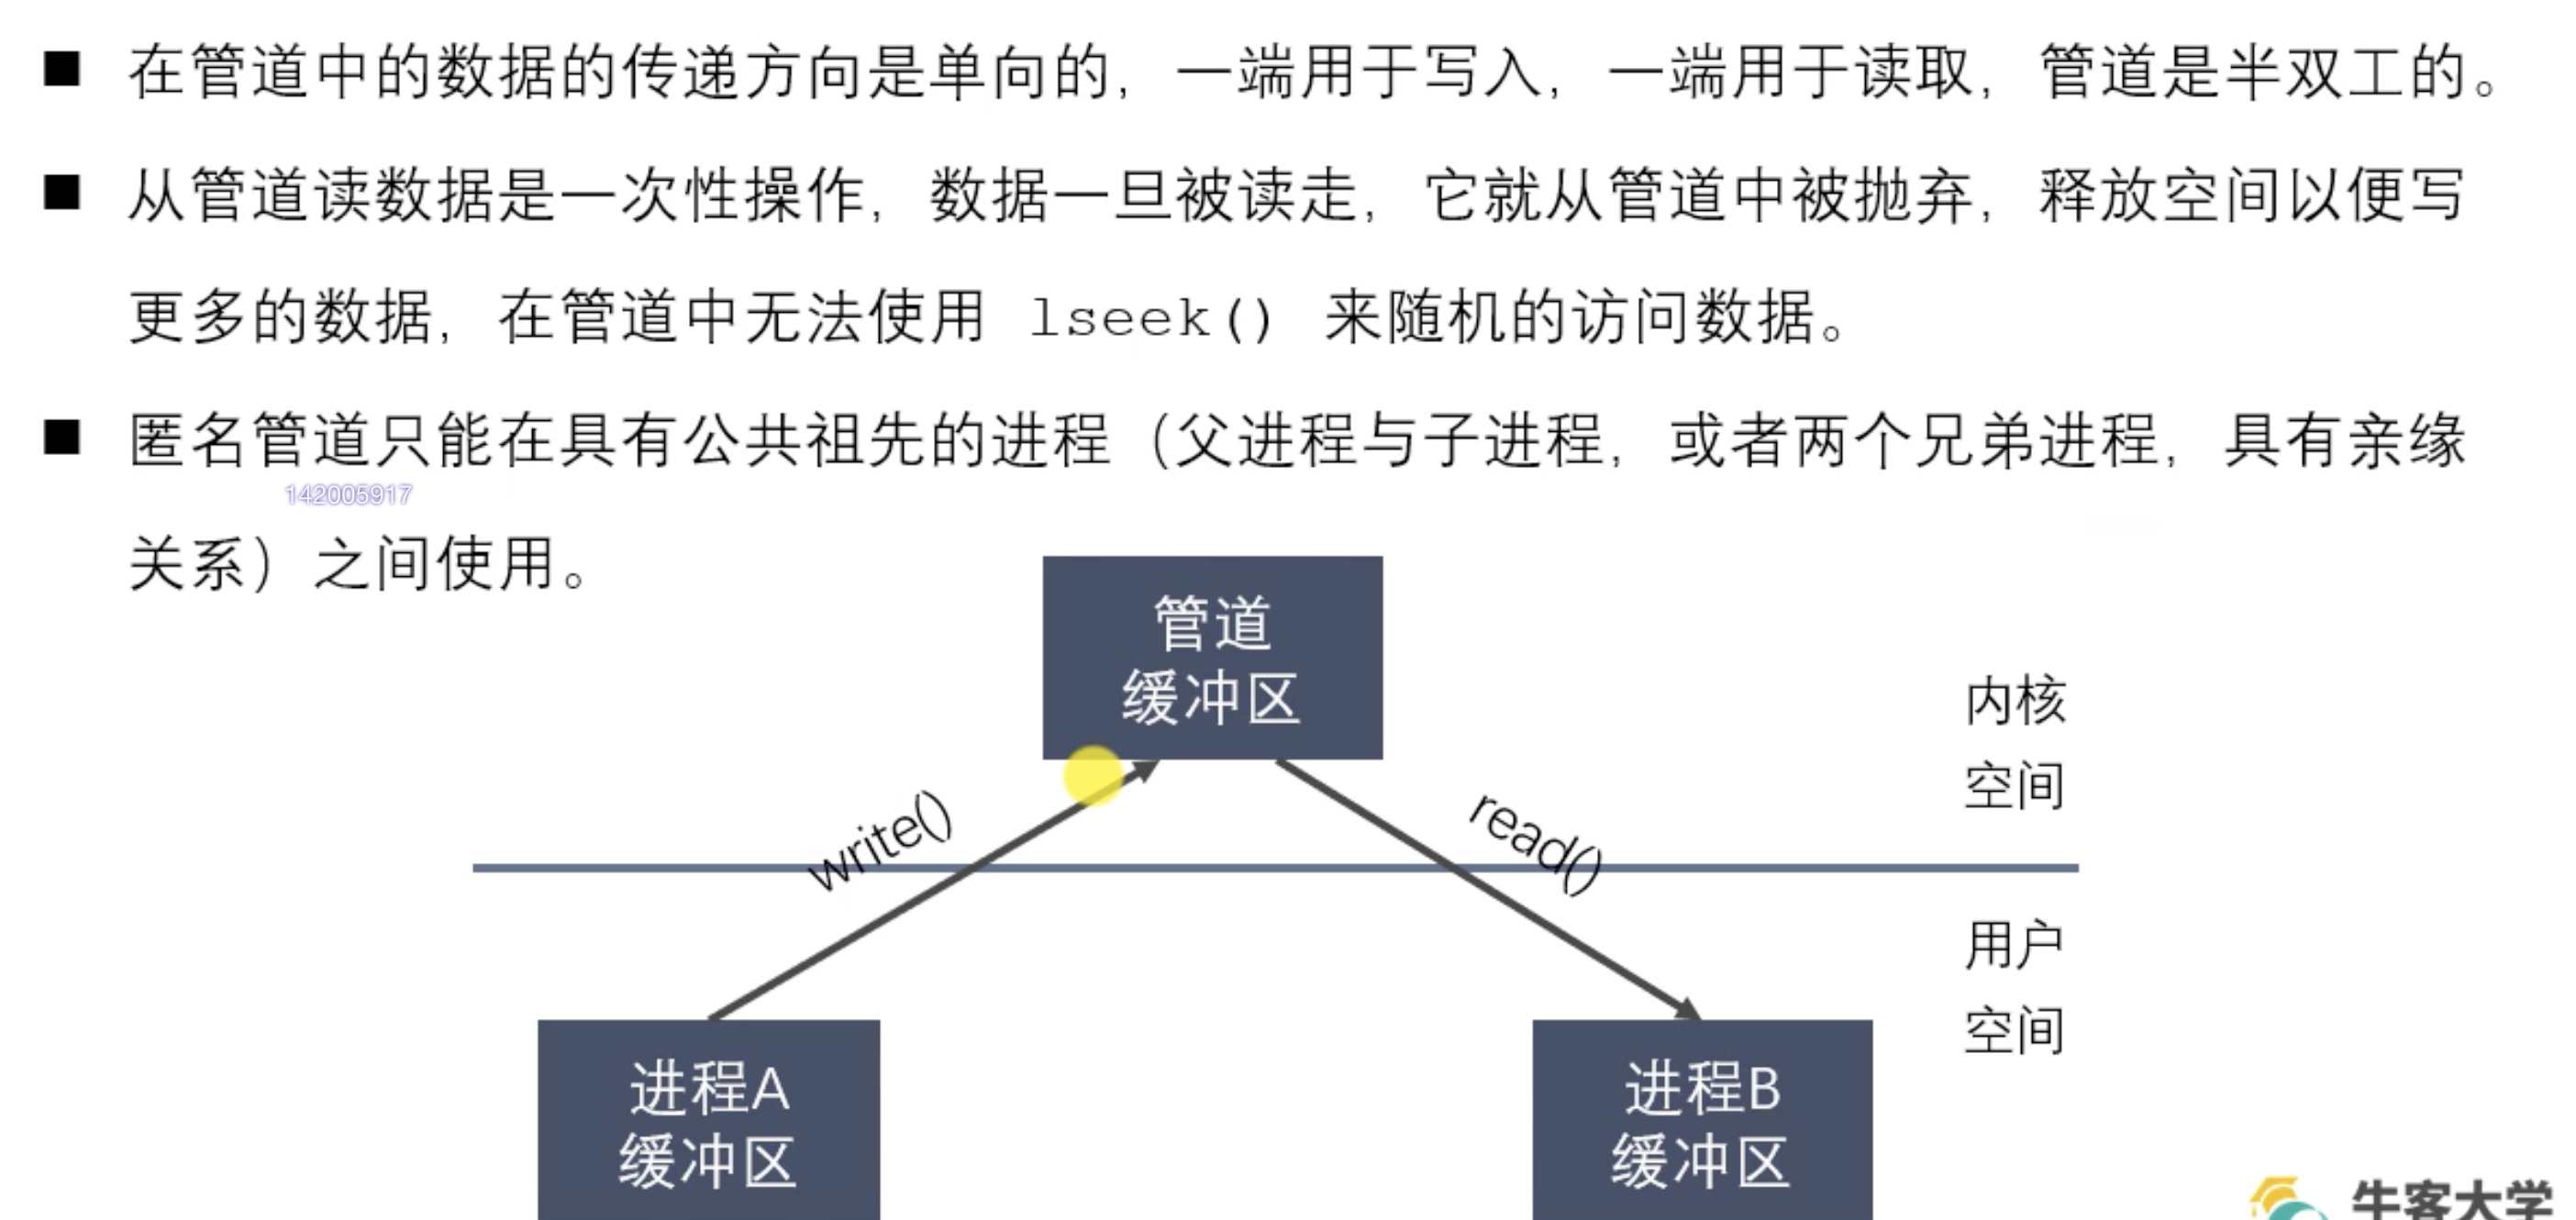 ■ 在管道中的数据的传递方向是单向的，一端用于写入，一端用于读取，管道是半双工的。
■ 从管道读数据是一次性操作，数据一旦被读走，它就从管道中被抛弃，释放空间以便写
更多的数据，在管道中无法使用 lseek() 来随机的访问数据。
■ 匿名管道只能在具有公共祖先的进程（父进程与子进程，或者两个兄弟进程，具有亲缘
142005917
关系）之间使用。
管道
缓冲区
内核
空间
write()
read()
用户
空间
进程A
缓冲区
进程B
缓冲区
牛客大学